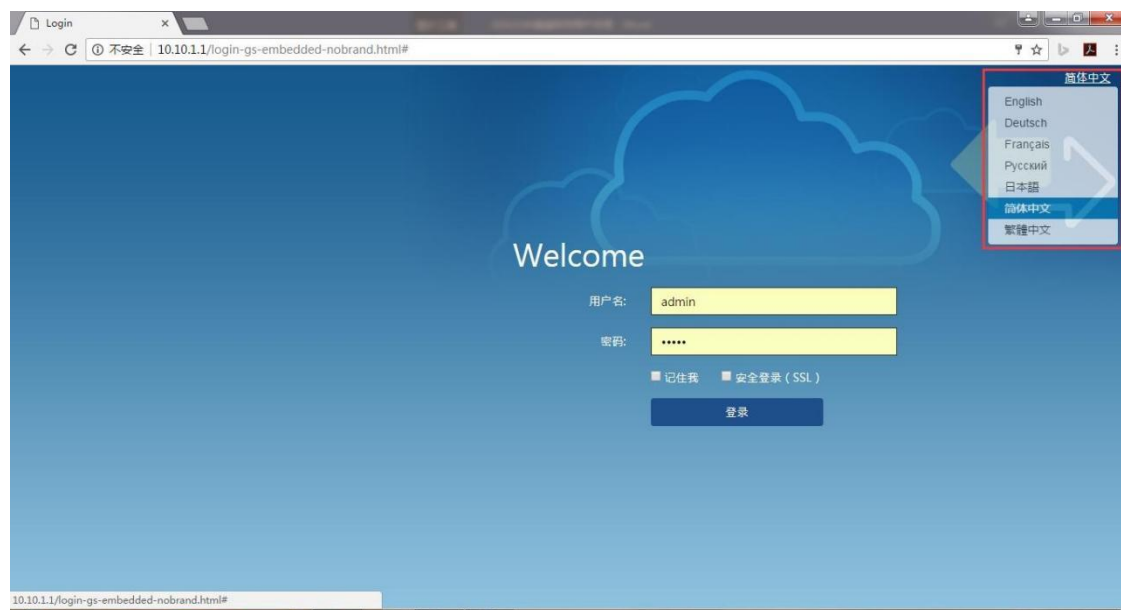 Login
不安全 | 10.10.1.1/login-gs-embedded-nobrand.html#
简体中文
English
Deutsch
Français
Русский
日本語
简体中文
繁體中文
Welcome
用户名: admin
密码: •••••
记住我 安全登录 ( SSL )
登录
10.10.1.1/login-gs-embedded-nobrand.html#